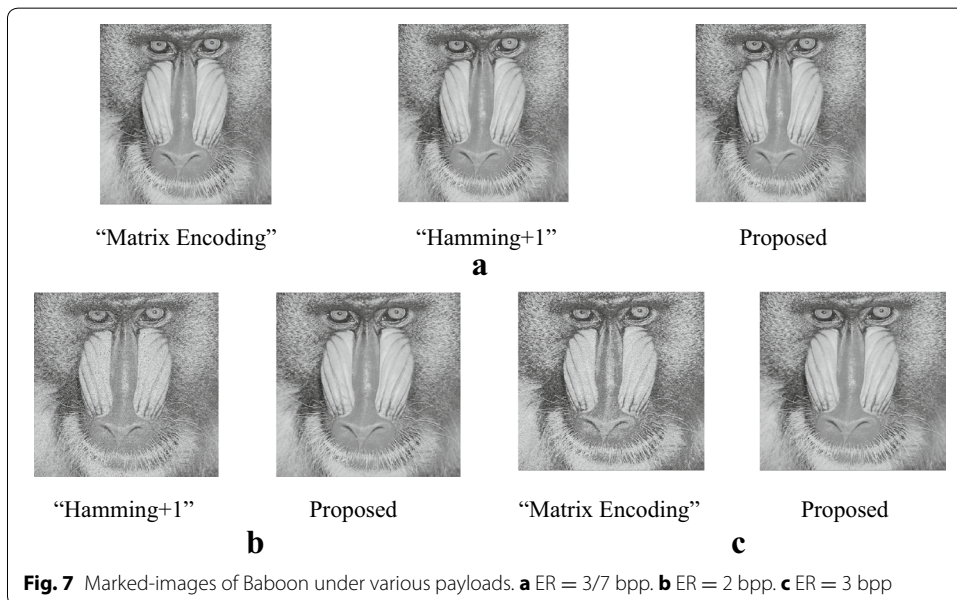 “Matrix Encoding” “Hamming+1” Proposed
a
“Hamming+1” Proposed “Matrix Encoding” Proposed
b c
Fig. 7 Marked-images of Baboon under various payloads. a ER = 3/7 bpp. b ER = 2 bpp. c ER = 3 bpp